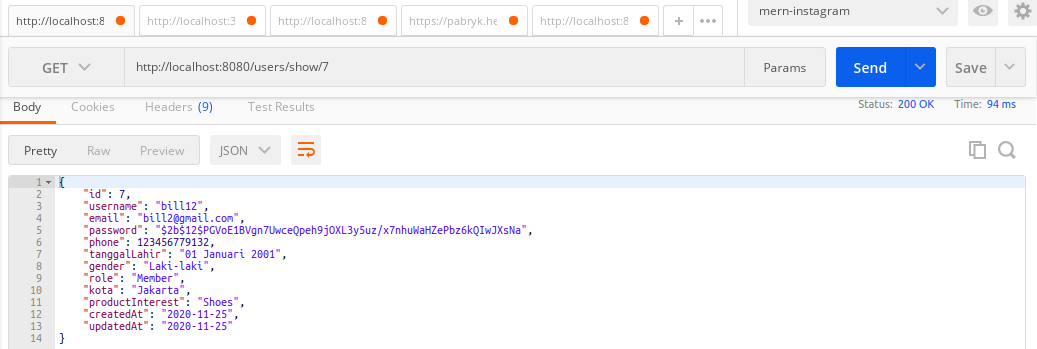 http://localhost:8 http://localhost:3 http://localhost:8 https://pabryk.he http://localhost:8 + ••• mern-instagram
GET http://localhost:8080/users/show/7 Params Send Save
Body Cookies Headers (9) Test Results Status: 200 OK Time: 94 ms
Pretty Raw Preview JSON
1 {
2 "id": 7,
3 "username": "bill12",
4 "email": "bill2@gmail.com",
5 "password": "$2b$12$PGVoE1BVgn7UwceQpeh9jOXL3y5uz/x7nhuWaHZePbz6kQIwJXsNa",
6 "phone": 123456779132,
7 "tanggalLahir": "01 Januari 2001",
8 "gender": "Laki-laki",
9 "role": "Member",
10 "kota": "Jakarta",
11 "productInterest": "Shoes",
12 "createdAt": "2020-11-25",
13 "updatedAt": "2020-11-25"
14 }